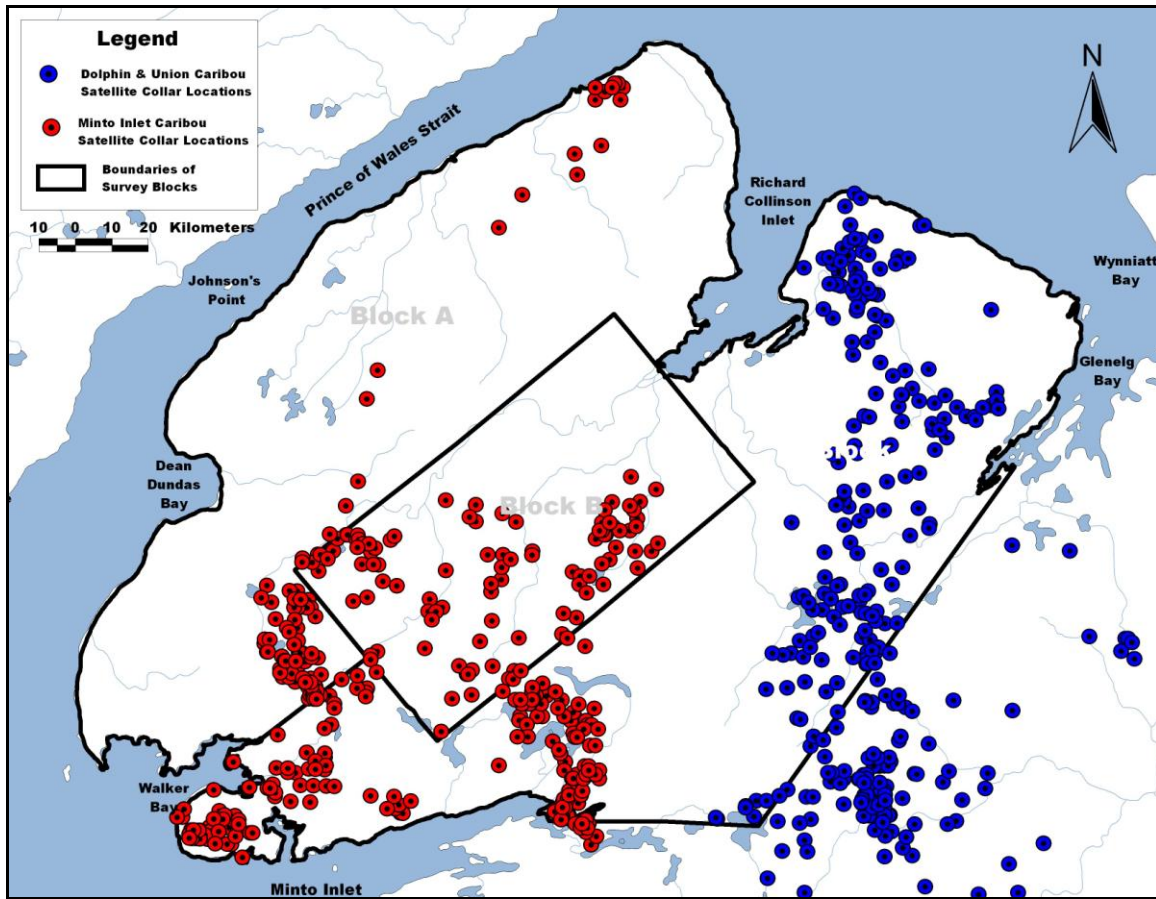 Legend
Dolphin & Union Caribou
Satellite Collar Locations
Minto Inlet Caribou
Satellite Collar Locations
Boundaries of
Survey Blocks
10 0 10 20 Kilometers
N
Prince of Wales Strait
Richard
Collinson
Inlet
Wynniatt
Bay
Johnson's
Point
Block A
Glenelg
Bay
Block
Dean
Dundas
Bay
Block B
Walker
Bay
Minto Inlet